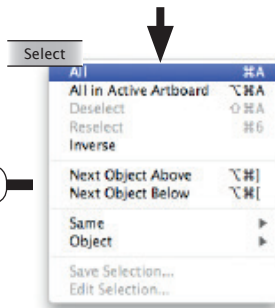 Select
All ⌘A
All in Active Artboard ⌥⌘A
Deselect ⇧⌘A
Reselect ⌘6
Inverse
Next Object Above ⌥⌘]
Next Object Below ⌥⌘[
Same ▶
Object ▶
Save Selection...
Edit Selection...